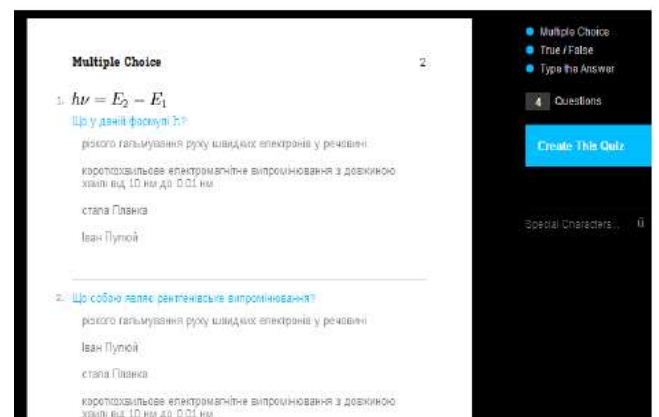 Multiple Choice 2
1. hν = E₂ − E₁
Що у даній формулі h?
різкого гальмування руху швидких електронів у речовині
короткохвильове електромагнітне випромінювання з довжиною
хвилі від 10 нм до 0.01 нм
стала Планка
Іван Пулюй
2. Що собою являє рентгенівське випромінювання?
різкого гальмування руху швидких електронів у речовині
Іван Пулюй
стала Планка
короткохвильове електромагнітне випромінювання з довжиною
хвилі від 10 нм до 0.01 нм
Multiple Choice
True / False
Type the Answer
4 Questions
Create This Quiz
Special Characters... ü